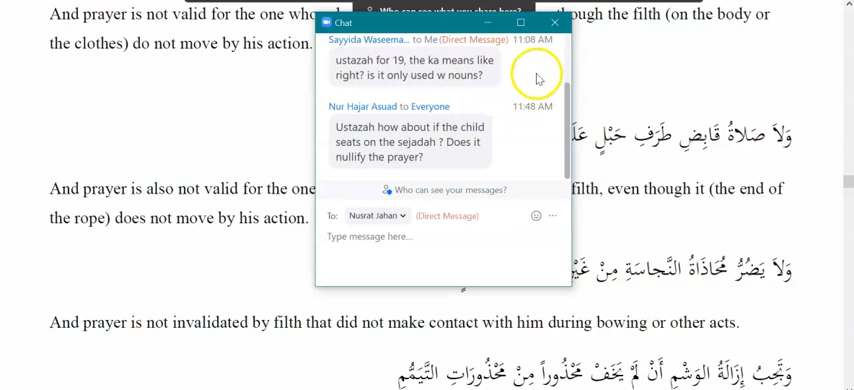 And prayer is not valid for the one who
though the filth (on the body or
the clothes) do not move by his action.
Who can see what you share here?
Chat
Sayyida Waseema... to Me (Direct Message) 11:08 AM
ustazah for 19, the ka means like
right? is it only used w nouns?
Nur Hajar Asuad to Everyone 11:48 AM
Ustazah how about if the child
seats on the sejadah ? Does it
nullify the prayer?
Who can see your messages?
To: Nusrat Jahan (Direct Message)
Type message here...
وَلاَ صَلاةُ قَابِضِ طَرَفِ حَبْلٍ
And prayer is also not valid for the one
filth, even though it (the end of
the rope) does not move by his action.
وَلاَ يَضُرُّ مُحَاذَاةُ النَّجاسَةِ مِنْ
And prayer is not invalidated by filth that did not make contact with him during bowing or other acts.
وَتَجِبُ إِزَالَةُ الوَشْمِ أَنْ لَمْ يَخَفْ مَحْذُوراً مِنْ مَحْذُورَاتِ التَّيَمُّمِ